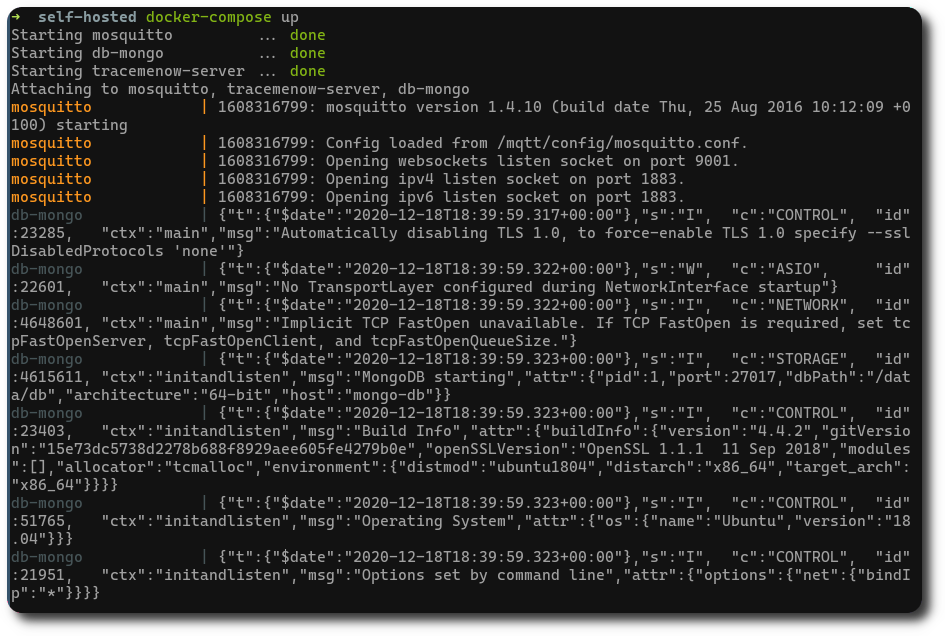 → self-hosted docker-compose up
Starting mosquitto ... done
Starting db-mongo ... done
Starting tracemenow-server ... done
Attaching to mosquitto, tracemenow-server, db-mongo
mosquitto | 1608316799: mosquitto version 1.4.10 (build date Thu, 25 Aug 2016 10:12:09 +0
100) starting
mosquitto | 1608316799: Config loaded from /mqtt/config/mosquitto.conf.
mosquitto | 1608316799: Opening websockets listen socket on port 9001.
mosquitto | 1608316799: Opening ipv4 listen socket on port 1883.
mosquitto | 1608316799: Opening ipv6 listen socket on port 1883.
db-mongo | {"t":{"$date":"2020-12-18T18:39:59.317+00:00"},"s":"I", "c":"CONTROL", "id"
:23285, "ctx":"main","msg":"Automatically disabling TLS 1.0, to force-enable TLS 1.0 specify --ssl
DisabledProtocols 'none'"}
db-mongo | {"t":{"$date":"2020-12-18T18:39:59.322+00:00"},"s":"W", "c":"ASIO", "id"
:22601, "ctx":"main","msg":"No TransportLayer configured during NetworkInterface startup"}
db-mongo | {"t":{"$date":"2020-12-18T18:39:59.322+00:00"},"s":"I", "c":"NETWORK", "id"
:4648601, "ctx":"main","msg":"Implicit TCP FastOpen unavailable. If TCP FastOpen is required, set tc
pFastOpenServer, tcpFastOpenClient, and tcpFastOpenQueueSize."}
db-mongo | {"t":{"$date":"2020-12-18T18:39:59.323+00:00"},"s":"I", "c":"STORAGE", "id"
:4615611, "ctx":"initandlisten","msg":"MongoDB starting","attr":{"pid":1,"port":27017,"dbPath":"/dat
a/db","architecture":"64-bit","host":"mongo-db"}}
db-mongo | {"t":{"$date":"2020-12-18T18:39:59.323+00:00"},"s":"I", "c":"CONTROL", "id"
:23403, "ctx":"initandlisten","msg":"Build Info","attr":{"buildInfo":{"version":"4.4.2","gitVersio
n":"15e73dc5738d2278b688f8929aee605fe4279b0e","openSSLVersion":"OpenSSL 1.1.1  11 Sep 2018","modules
":[],"allocator":"tcmalloc","environment":{"distmod":"ubuntu1804","distarch":"x86_64","target_arch":
"x86_64"}}}}
db-mongo | {"t":{"$date":"2020-12-18T18:39:59.323+00:00"},"s":"I", "c":"CONTROL", "id"
:51765, "ctx":"initandlisten","msg":"Operating System","attr":{"os":{"name":"Ubuntu","version":"18
.04"}}}
db-mongo | {"t":{"$date":"2020-12-18T18:39:59.323+00:00"},"s":"I", "c":"CONTROL", "id"
:21951, "ctx":"initandlisten","msg":"Options set by command line","attr":{"options":{"net":{"bindI
p":"*"}}}}